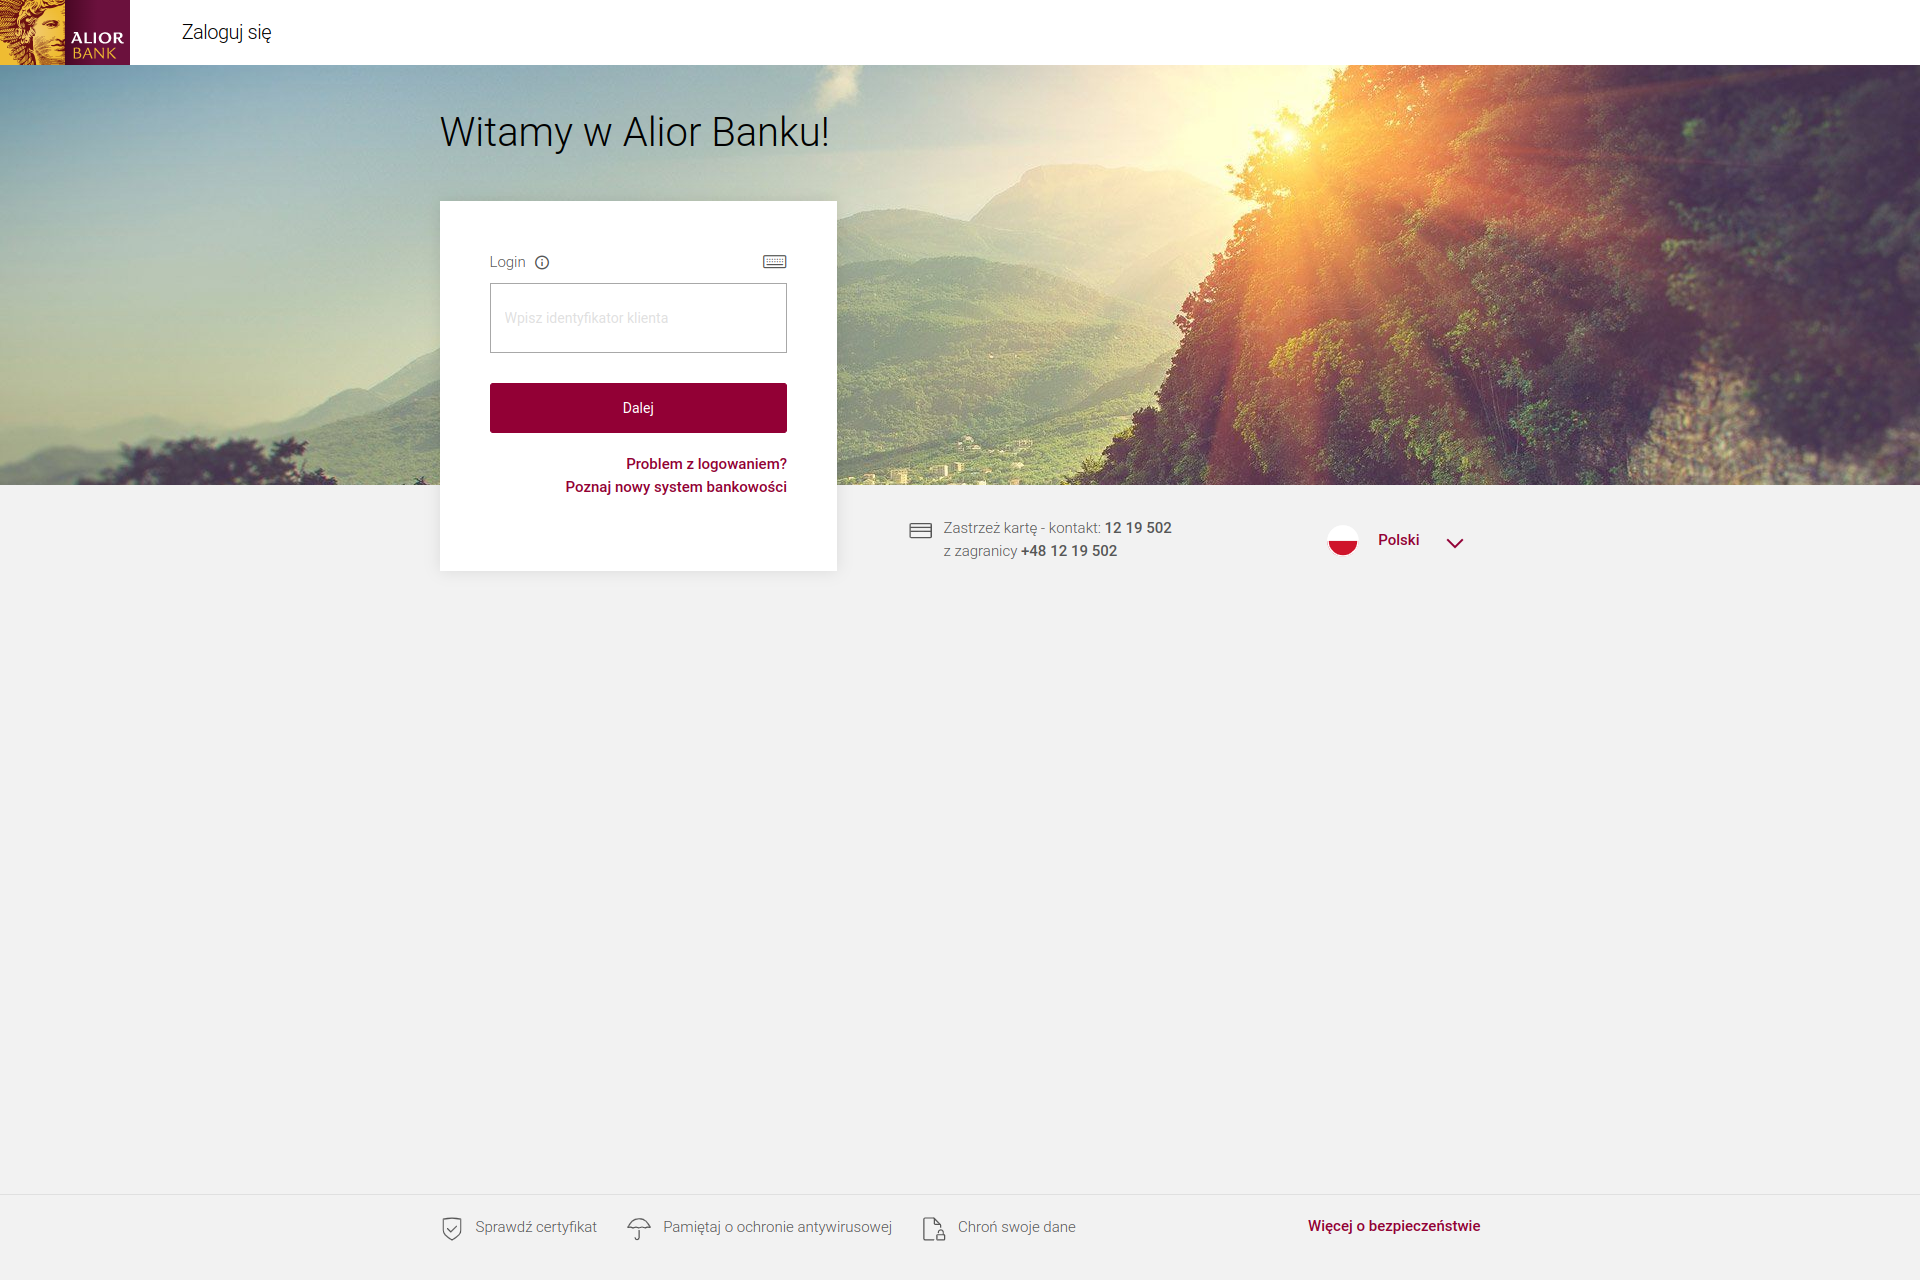 ALIOR
BANK
Zaloguj się
Witamy w Alior Banku!
Login
Wpisz identyfikator klienta
Dalej
Problem z logowaniem?
Poznaj nowy system bankowości
Zastrzeż kartę - kontakt: 12 19 502
z zagranicy +48 12 19 502
Polski
Sprawdź certyfikat
Pamiętaj o ochronie antywirusowej
Chroń swoje dane
Więcej o bezpieczeństwie